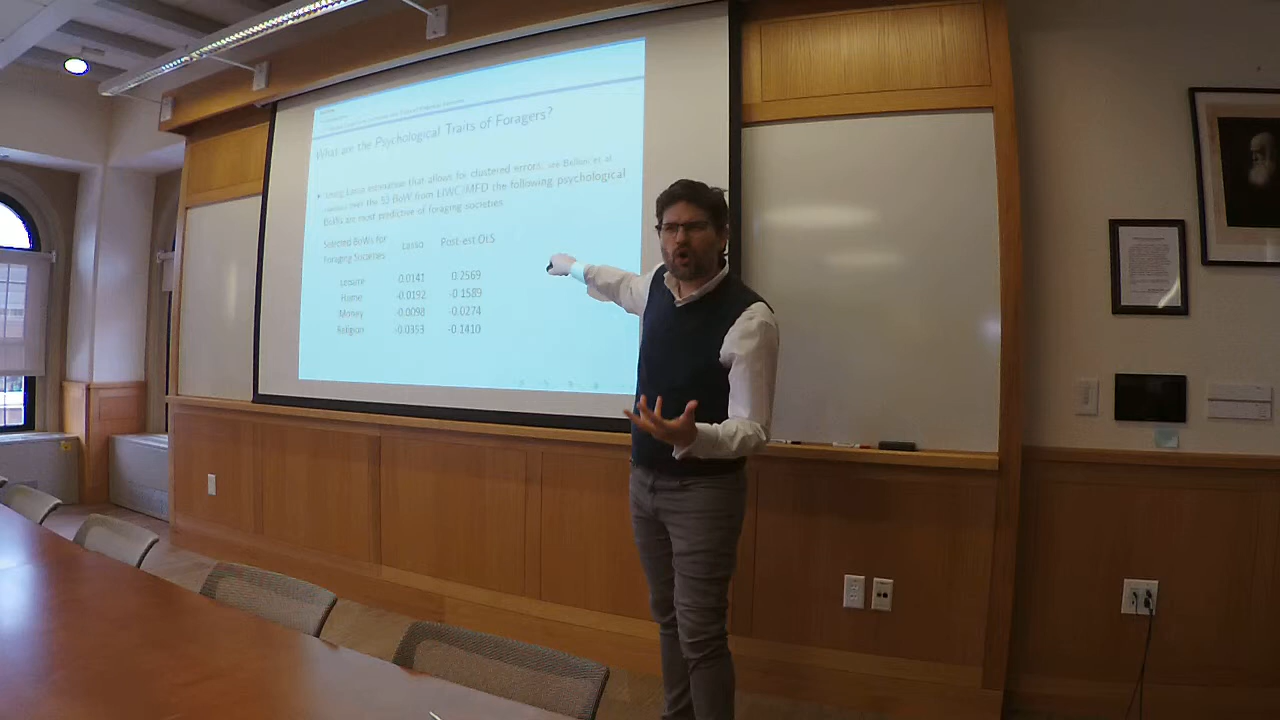 What are the Psychological Traits of Foragers?
Using Lasso estimation that allows for clustered errors, see Belloni et al.
over the 53 BoW from LIWC/MFD the following psychological
BoWs are most predictive of foraging societies
Selected BoWs for Lasso Post-est OLS
Foraging Societies
Leisure 0.0141 0.2569
Home -0.0192 -0.1589
Money -0.0098 -0.0274
Religion -0.0353 -0.1410